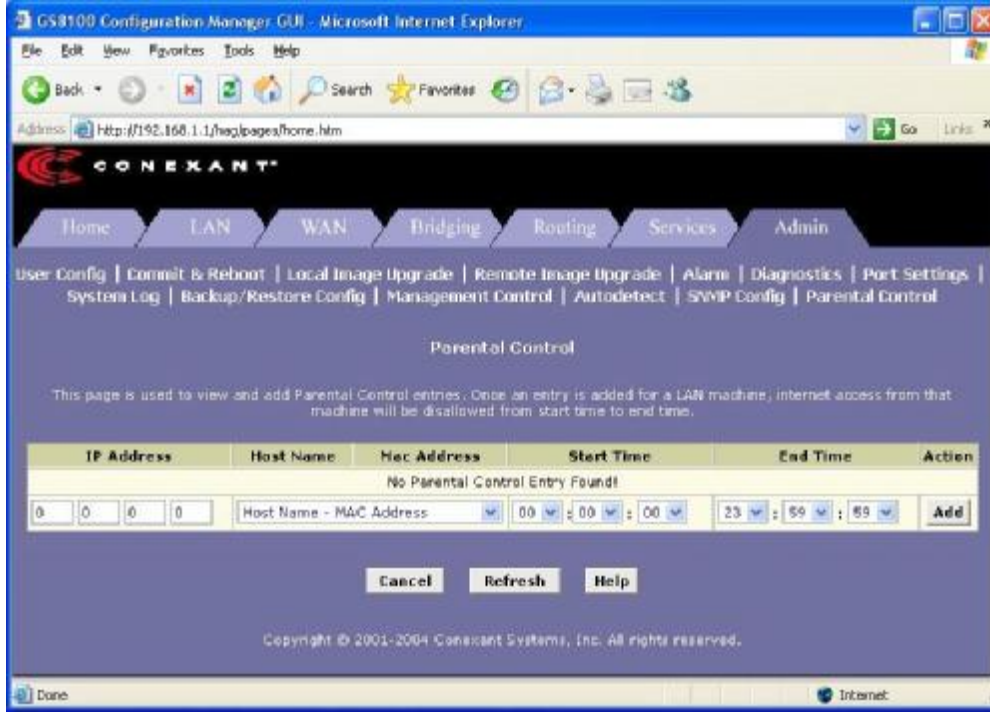 GS8100 Configuration Manager GUI - Microsoft Internet Explorer
File Edit View Favorites Tools Help
Back Search Favorites
Address http://192.168.1.1/hag/pages/home.htm Go Links
CONEXANT
Home LAN WAN Bridging Routing Services Admin
User Config | Commit & Reboot | Local Image Upgrade | Remote Image Upgrade | Alarm | Diagnostics | Port Settings |
System Log | Backup/Restore Config | Management Control | Autodetect | SNMP Config | Parental Control
Parental Control
This page is used to view and add Parental Control entries. Once an entry is added for a LAN machine, internet access from that
machine will be disallowed from start time to end time.
IP Address Host Name Mac Address Start Time End Time Action
No Parental Control Entry Found!
0 0 0 0 Host Name - MAC Address 00 : 00 : 00 23 : 59 : 59 Add
Cancel Refresh Help
Copyright © 2001-2004 Conexant Systems, Inc. All rights reserved.
Done Internet